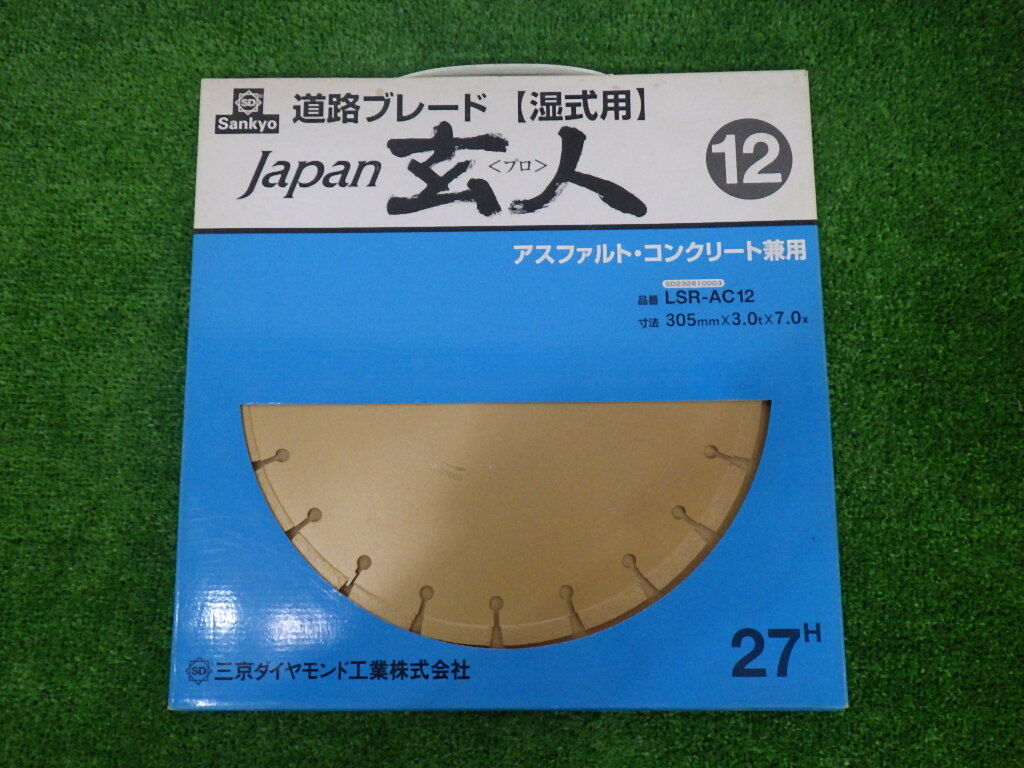 SD
Sankyo
道路ブレード【湿式用】
Japan 玄<プロ>人
12
アスファルト・コンクリート兼用
SD232810003
品番 LSR-AC12
寸法 305mm×3.0t×7.0x
27H
SD 三京ダイヤモンド工業株式会社